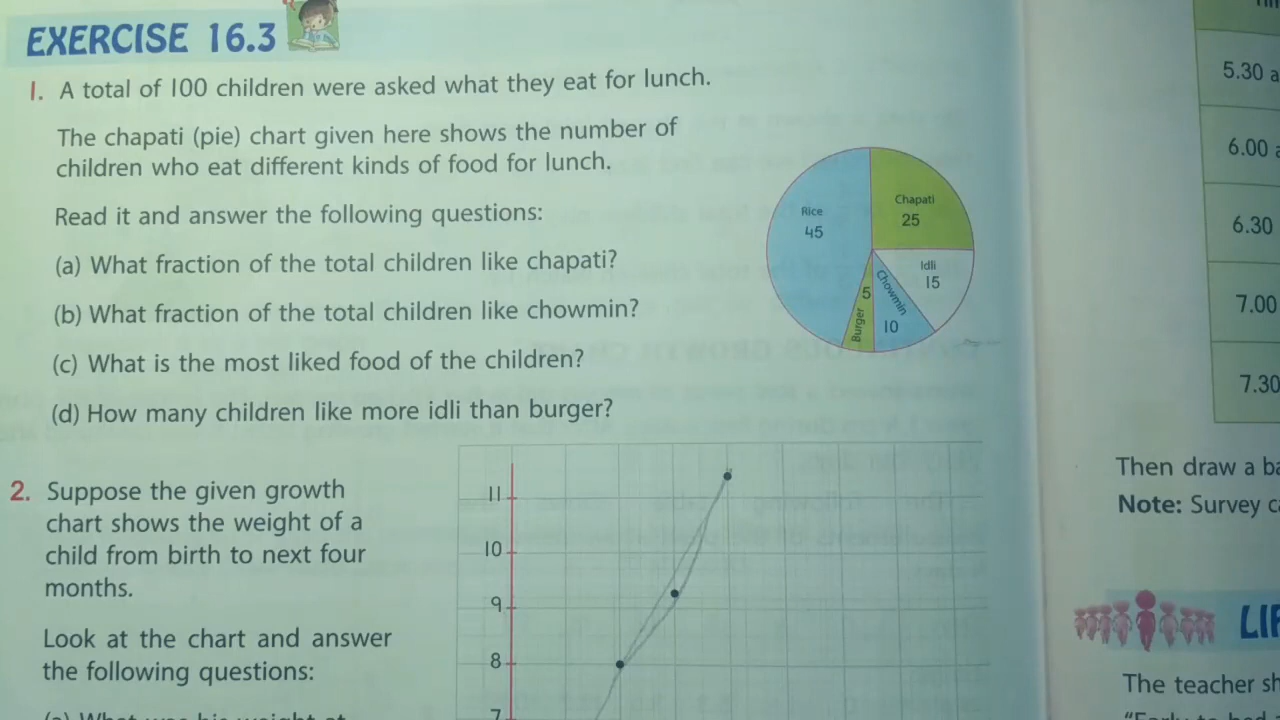 EXERCISE 16.3
1. A total of 100 children were asked what they eat for lunch.
The chapati (pie) chart given here shows the number of
children who eat different kinds of food for lunch.
Read it and answer the following questions:
(a) What fraction of the total children like chapati?
(b) What fraction of the total children like chowmin?
(c) What is the most liked food of the children?
(d) How many children like more idli than burger?
Rice
45
Chapati
25
Idli
15
Chowmin
10
Burger
5
2. Suppose the given growth
chart shows the weight of a
child from birth to next four
months.
Look at the chart and answer
the following questions:
11
10
9
8
7
5.30 a
6.00
6.30
7.00
7.30
Then draw a ba
Note: Survey ca
LIF
The teacher sh